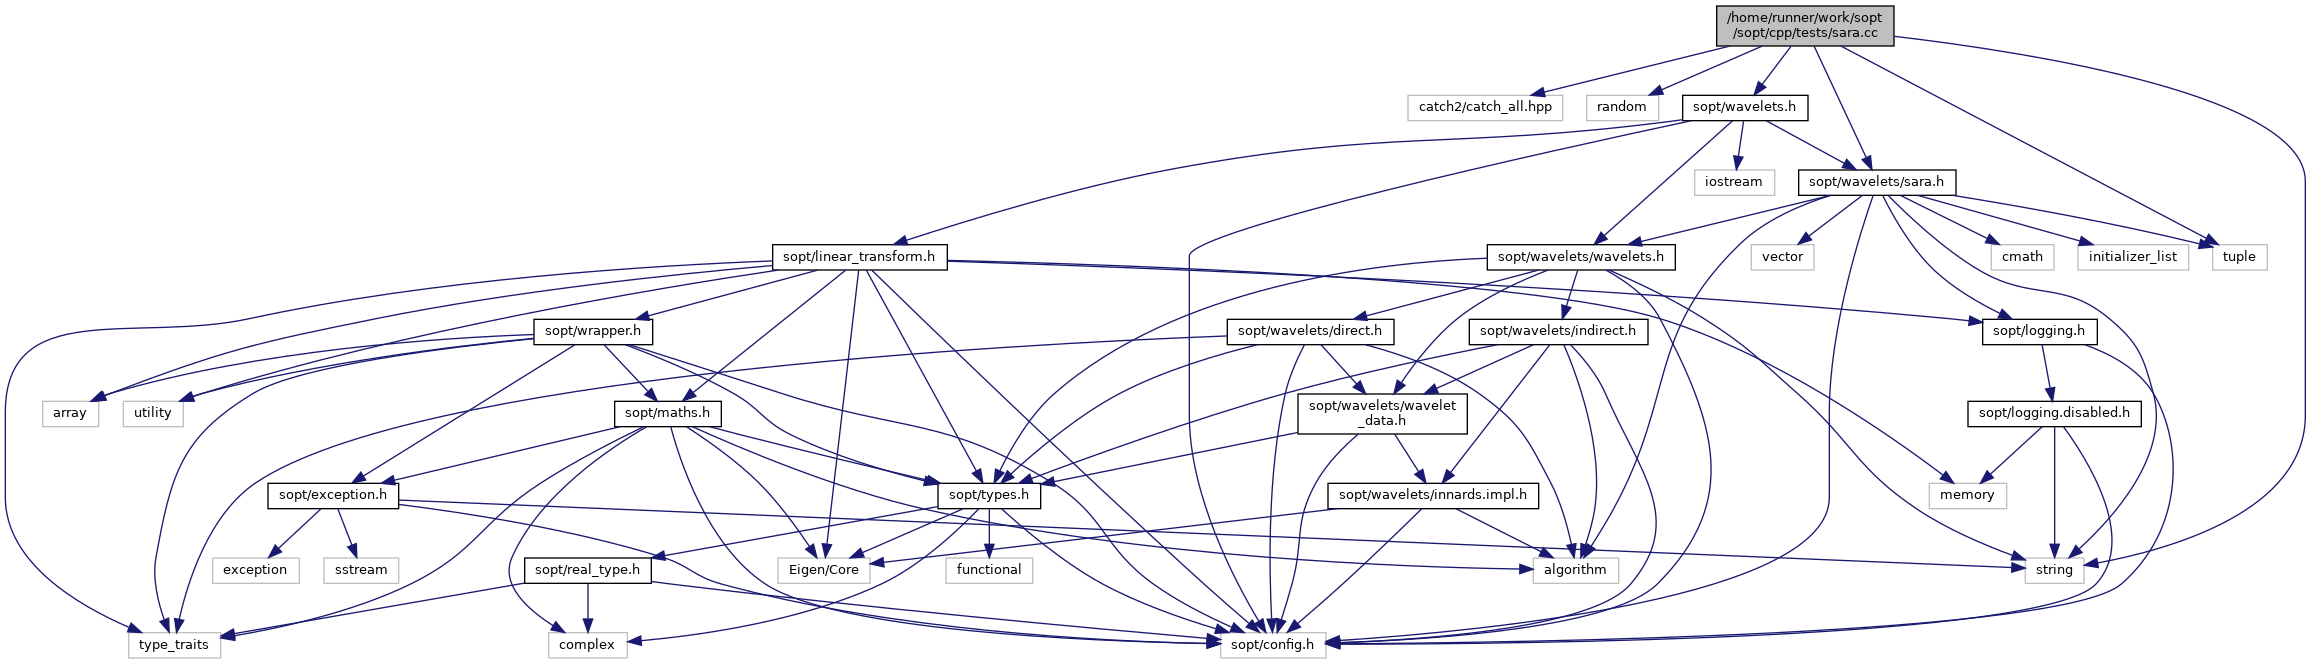 /home/runner/work/sopt
/sopt/cpp/tests/sara.cc
catch2/catch_all.hpp
random
sopt/wavelets.h
iostream
sopt/wavelets/sara.h
sopt/linear_transform.h
sopt/wavelets/wavelets.h
vector
cmath
initializer_list
tuple
sopt/wrapper.h
sopt/wavelets/direct.h
sopt/wavelets/indirect.h
sopt/logging.h
array
utility
sopt/maths.h
sopt/wavelets/wavelet
_data.h
sopt/logging.disabled.h
sopt/exception.h
sopt/types.h
sopt/wavelets/innards.impl.h
memory
exception
sstream
sopt/real_type.h
Eigen/Core
functional
algorithm
string
type_traits
complex
sopt/config.h